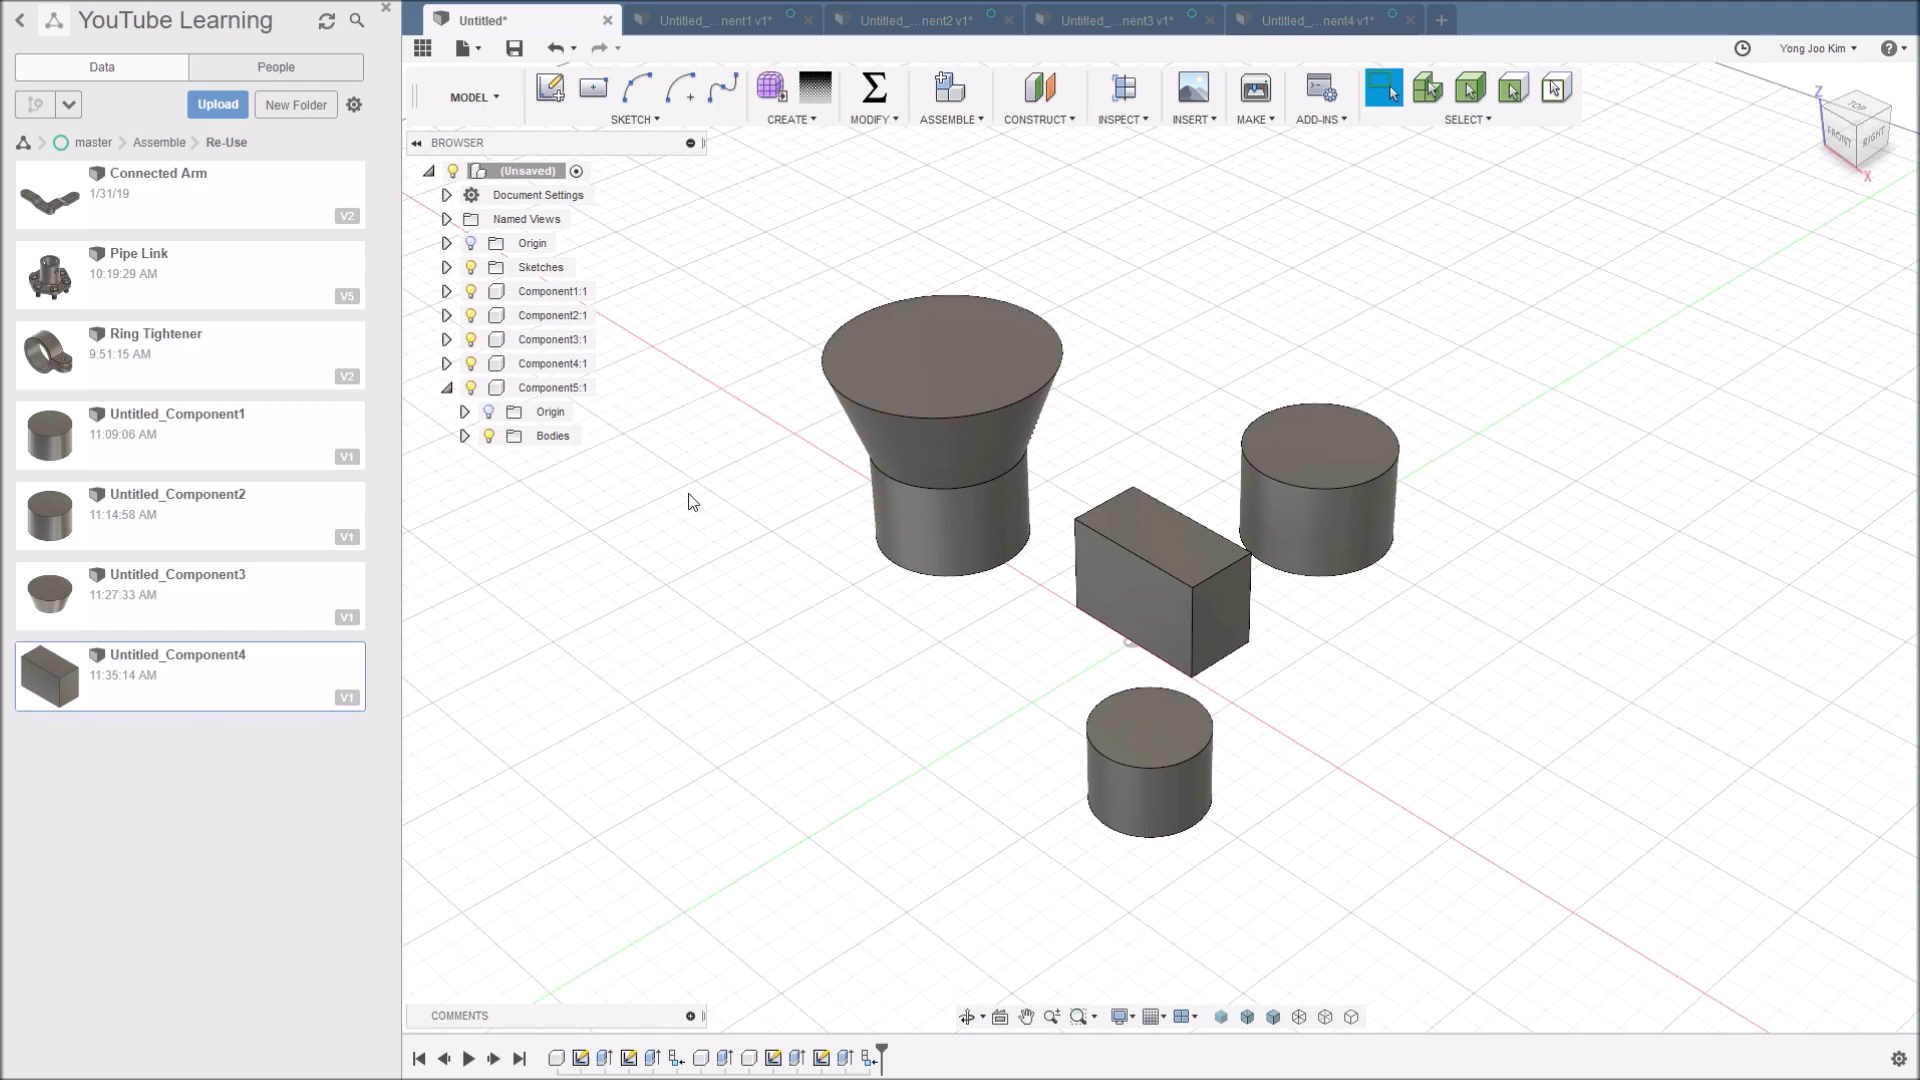 YouTube Learning
Data
People
Upload
New Folder
master
Assemble
Re-Use
Connected Arm
1/31/19
V2
Pipe Link
10:19:29 AM
V5
Ring Tightener
9:51:15 AM
V2
Untitled_Component1
11:09:06 AM
V1
Untitled_Component2
11:14:58 AM
V1
Untitled_Component3
11:27:33 AM
V1
Untitled_Component4
11:35:14 AM
V1
Untitled*
Untitled_...nent1 v1*
Untitled_...nent2 v1*
Untitled_...nent3 v1*
Untitled_...nent4 v1*
Yong Joo Kim
MODEL
SKETCH
CREATE
MODIFY
ASSEMBLE
CONSTRUCT
INSPECT
INSERT
MAKE
ADD-INS
SELECT
BROWSER
(Unsaved)
Document Settings
Named Views
Origin
Sketches
Component1:1
Component2:1
Component3:1
Component4:1
Component5:1
Origin
Bodies
Z
TOP
FRONT
RIGHT
X
COMMENTS